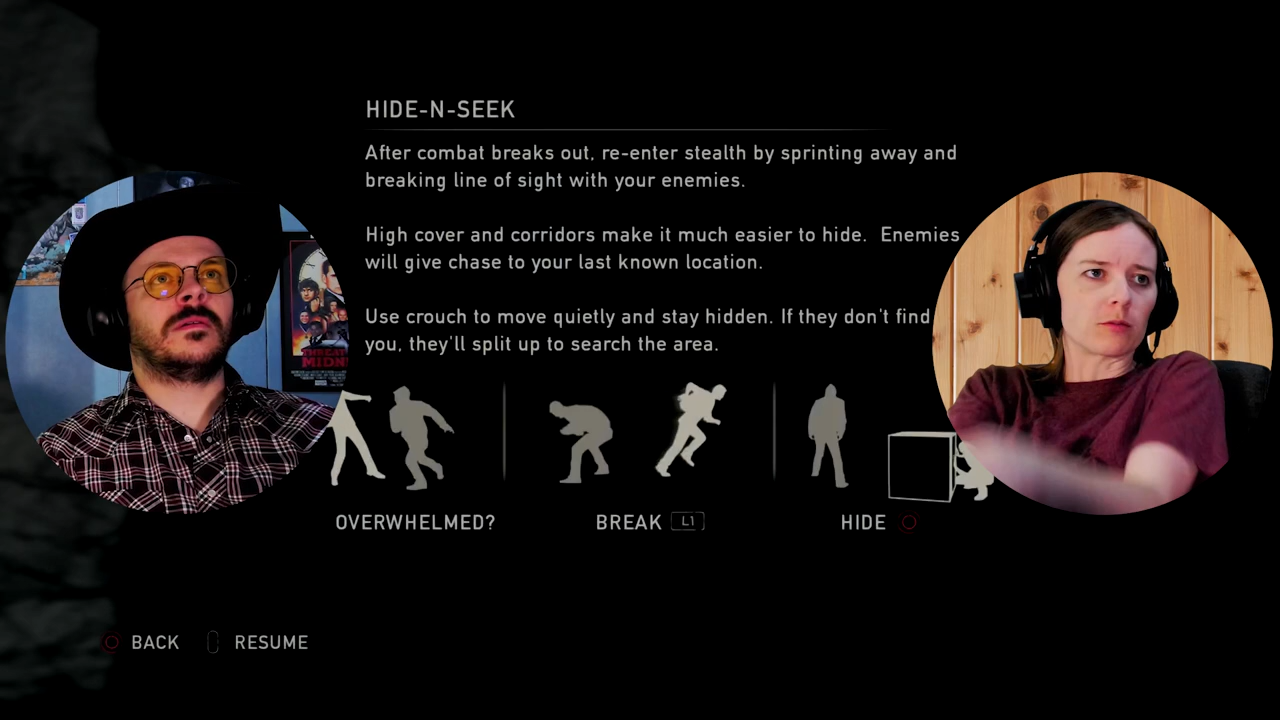 HIDE-N-SEEK
After combat breaks out, re-enter stealth by sprinting away and
breaking line of sight with your enemies.
High cover and corridors make it much easier to hide. Enemies
will give chase to your last known location.
Use crouch to move quietly and stay hidden. If they don't find
you, they'll split up to search the area.
OVERWHELMED?
BREAK L1
HIDE
BACK
RESUME